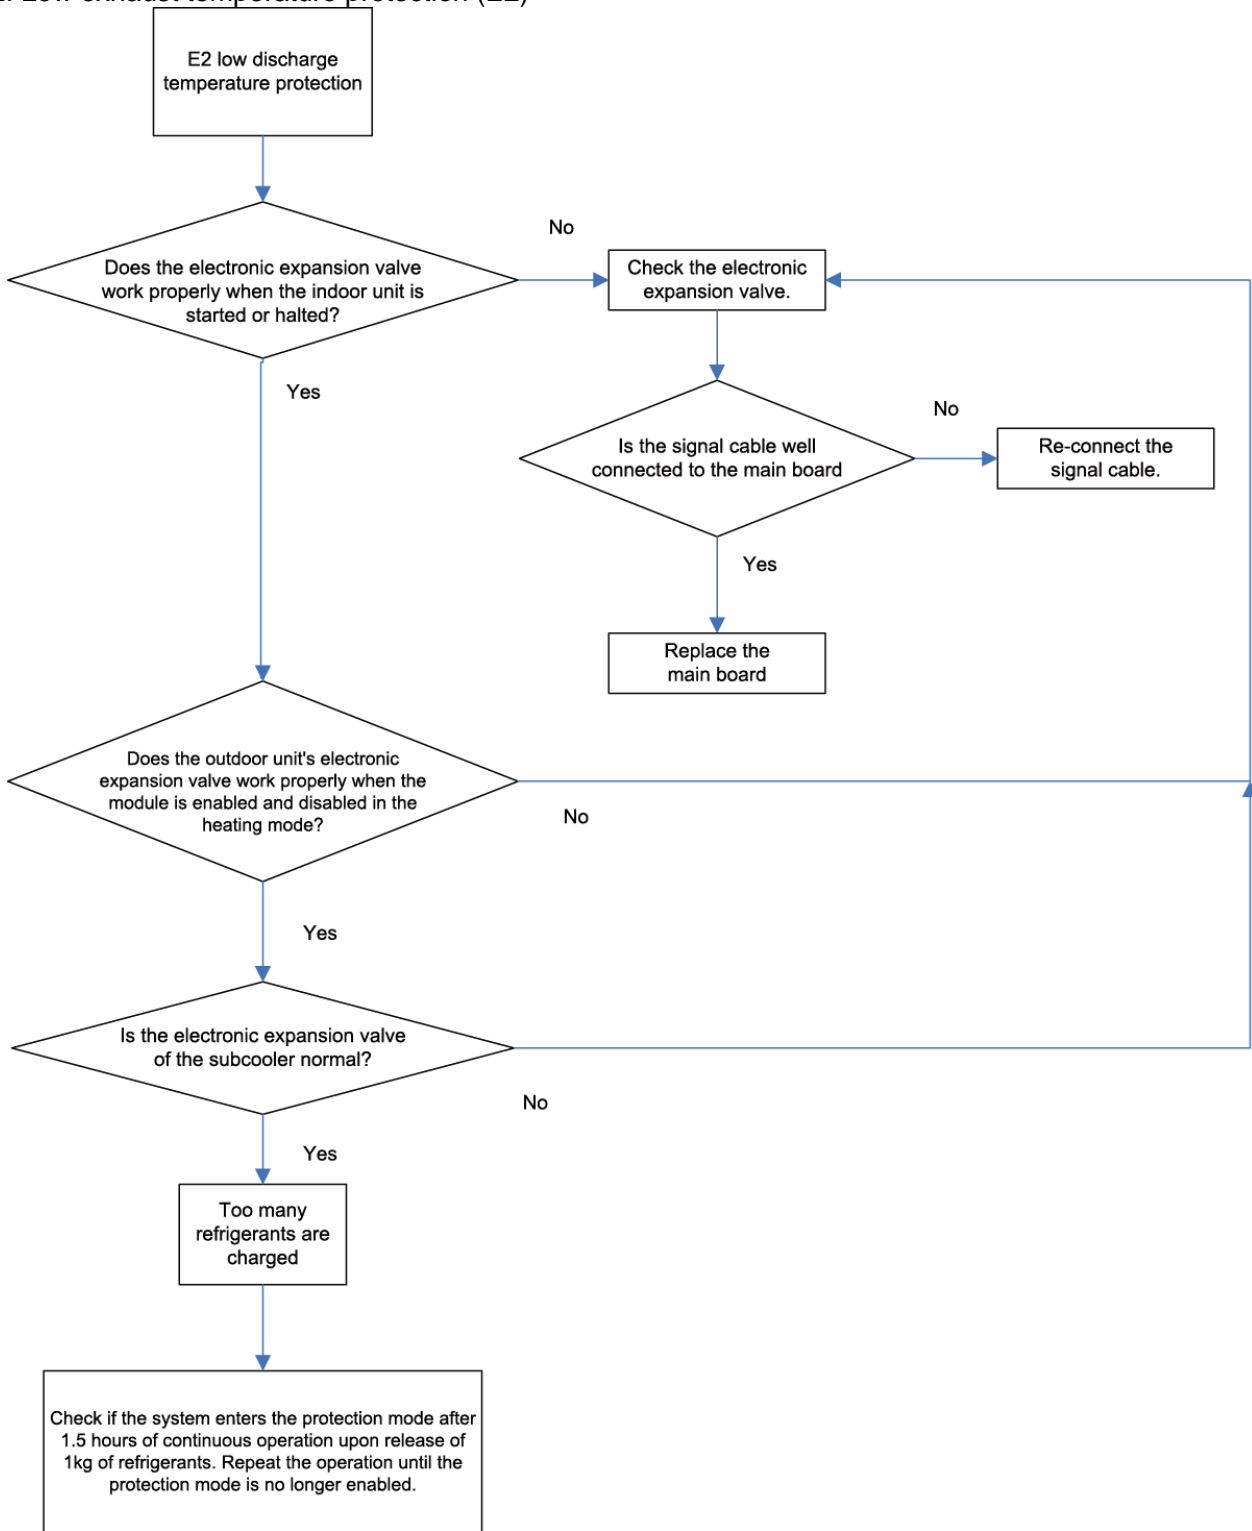 Low exhaust temperature protection (E2)
E2 low discharge
temperature protection
Does the electronic expansion valve
work properly when the indoor unit is
started or halted?
No
Check the electronic
expansion valve.
Yes
Is the signal cable well
connected to the main board
No
Re-connect the
signal cable.
Yes
Replace the
main board
Does the outdoor unit's electronic
expansion valve work properly when the
module is enabled and disabled in the
heating mode?
No
Yes
Is the electronic expansion valve
of the subcooler normal?
No
Yes
Too many
refrigerants are
charged
Check if the system enters the protection mode after
1.5 hours of continuous operation upon release of
1kg of refrigerants. Repeat the operation until the
protection mode is no longer enabled.